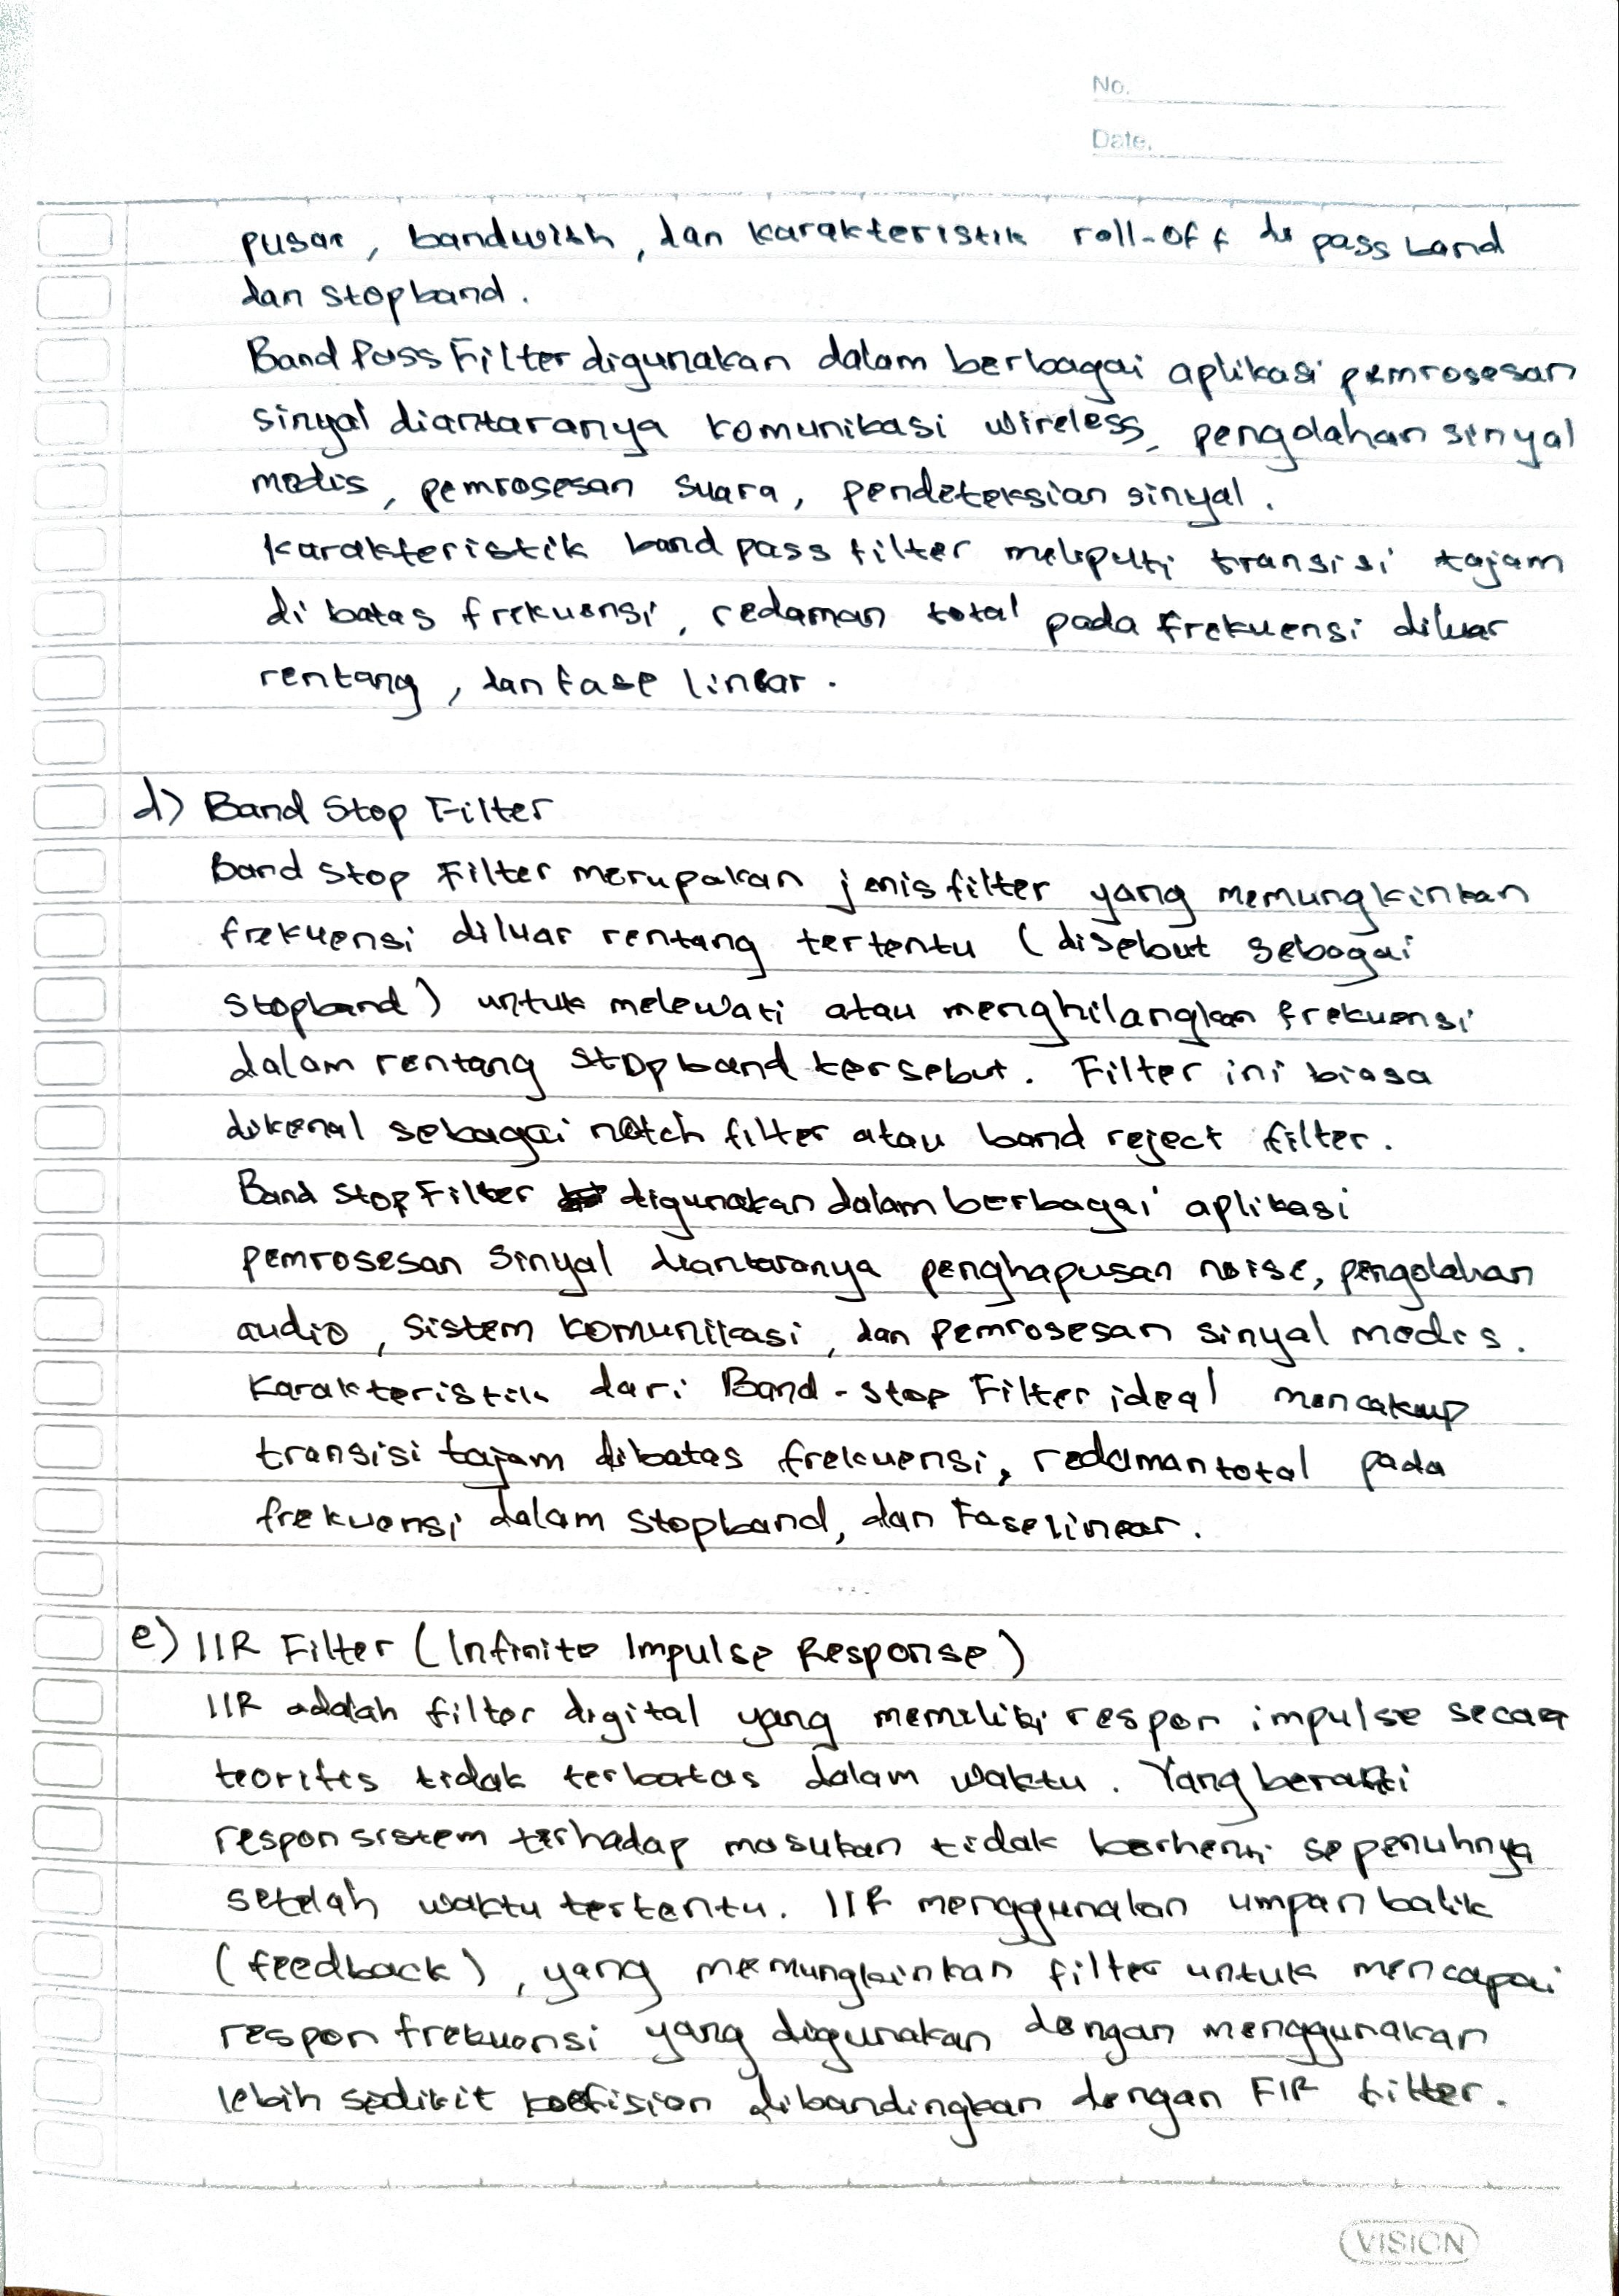 No.
Date.
pusat, bandwith, dan karakteristik roll-off di pass band
dan stopband.
Band Pass Filter digunakan dalam berbagai aplikasi pemrosesan
sinyal diantaranya komunikasi wireless, pengolahan sinyal
medis, pemrosesan suara, pendeteksian sinyal.
Karakteristik band pass filter meliputi transisi tajam
di batas frekuensi, redaman total pada frekuensi diluar
rentang, dan fase linear.
d) Band Stop Filter
Band Stop Filter merupakan jenis filter yang memungkinkan
frekuensi diluar rentang tertentu (disebut sebagai
stopband) untuk melewati atau menghilangkan frekuensi
dalam rentang stopband tersebut. Filter ini biasa
dikenal sebagai notch filter atau band reject filter.
Band Stop Filter digunakan dalam berbagai aplikasi
pemrosesan sinyal diantaranya penghapusan noise, pengolahan
audio, sistem komunikasi, dan pemrosesan sinyal medis.
Karakteristik dari Band-stop Filter ideal mencakup
transisi tajam dibatas frekuensi, redaman total pada
frekuensi dalam stopband, dan Fase linear.
e) IIR Filter (Infinite Impulse Response)
IIR adalah filter digital yang memiliki respon impulse secara
teoritis tidak terbatas dalam waktu. Yang berarti
respon sistem terhadap masukan tidak berhenti sepenuhnya
setelah waktu tertentu. IIR menggunakan umpan balik
(feedback), yang memungkinkan filter untuk mencapai
respon frekuensi yang digunakan dengan menggunakan
lebih sedikit koefisien dibandingkan dengan FIR filter.
VISION